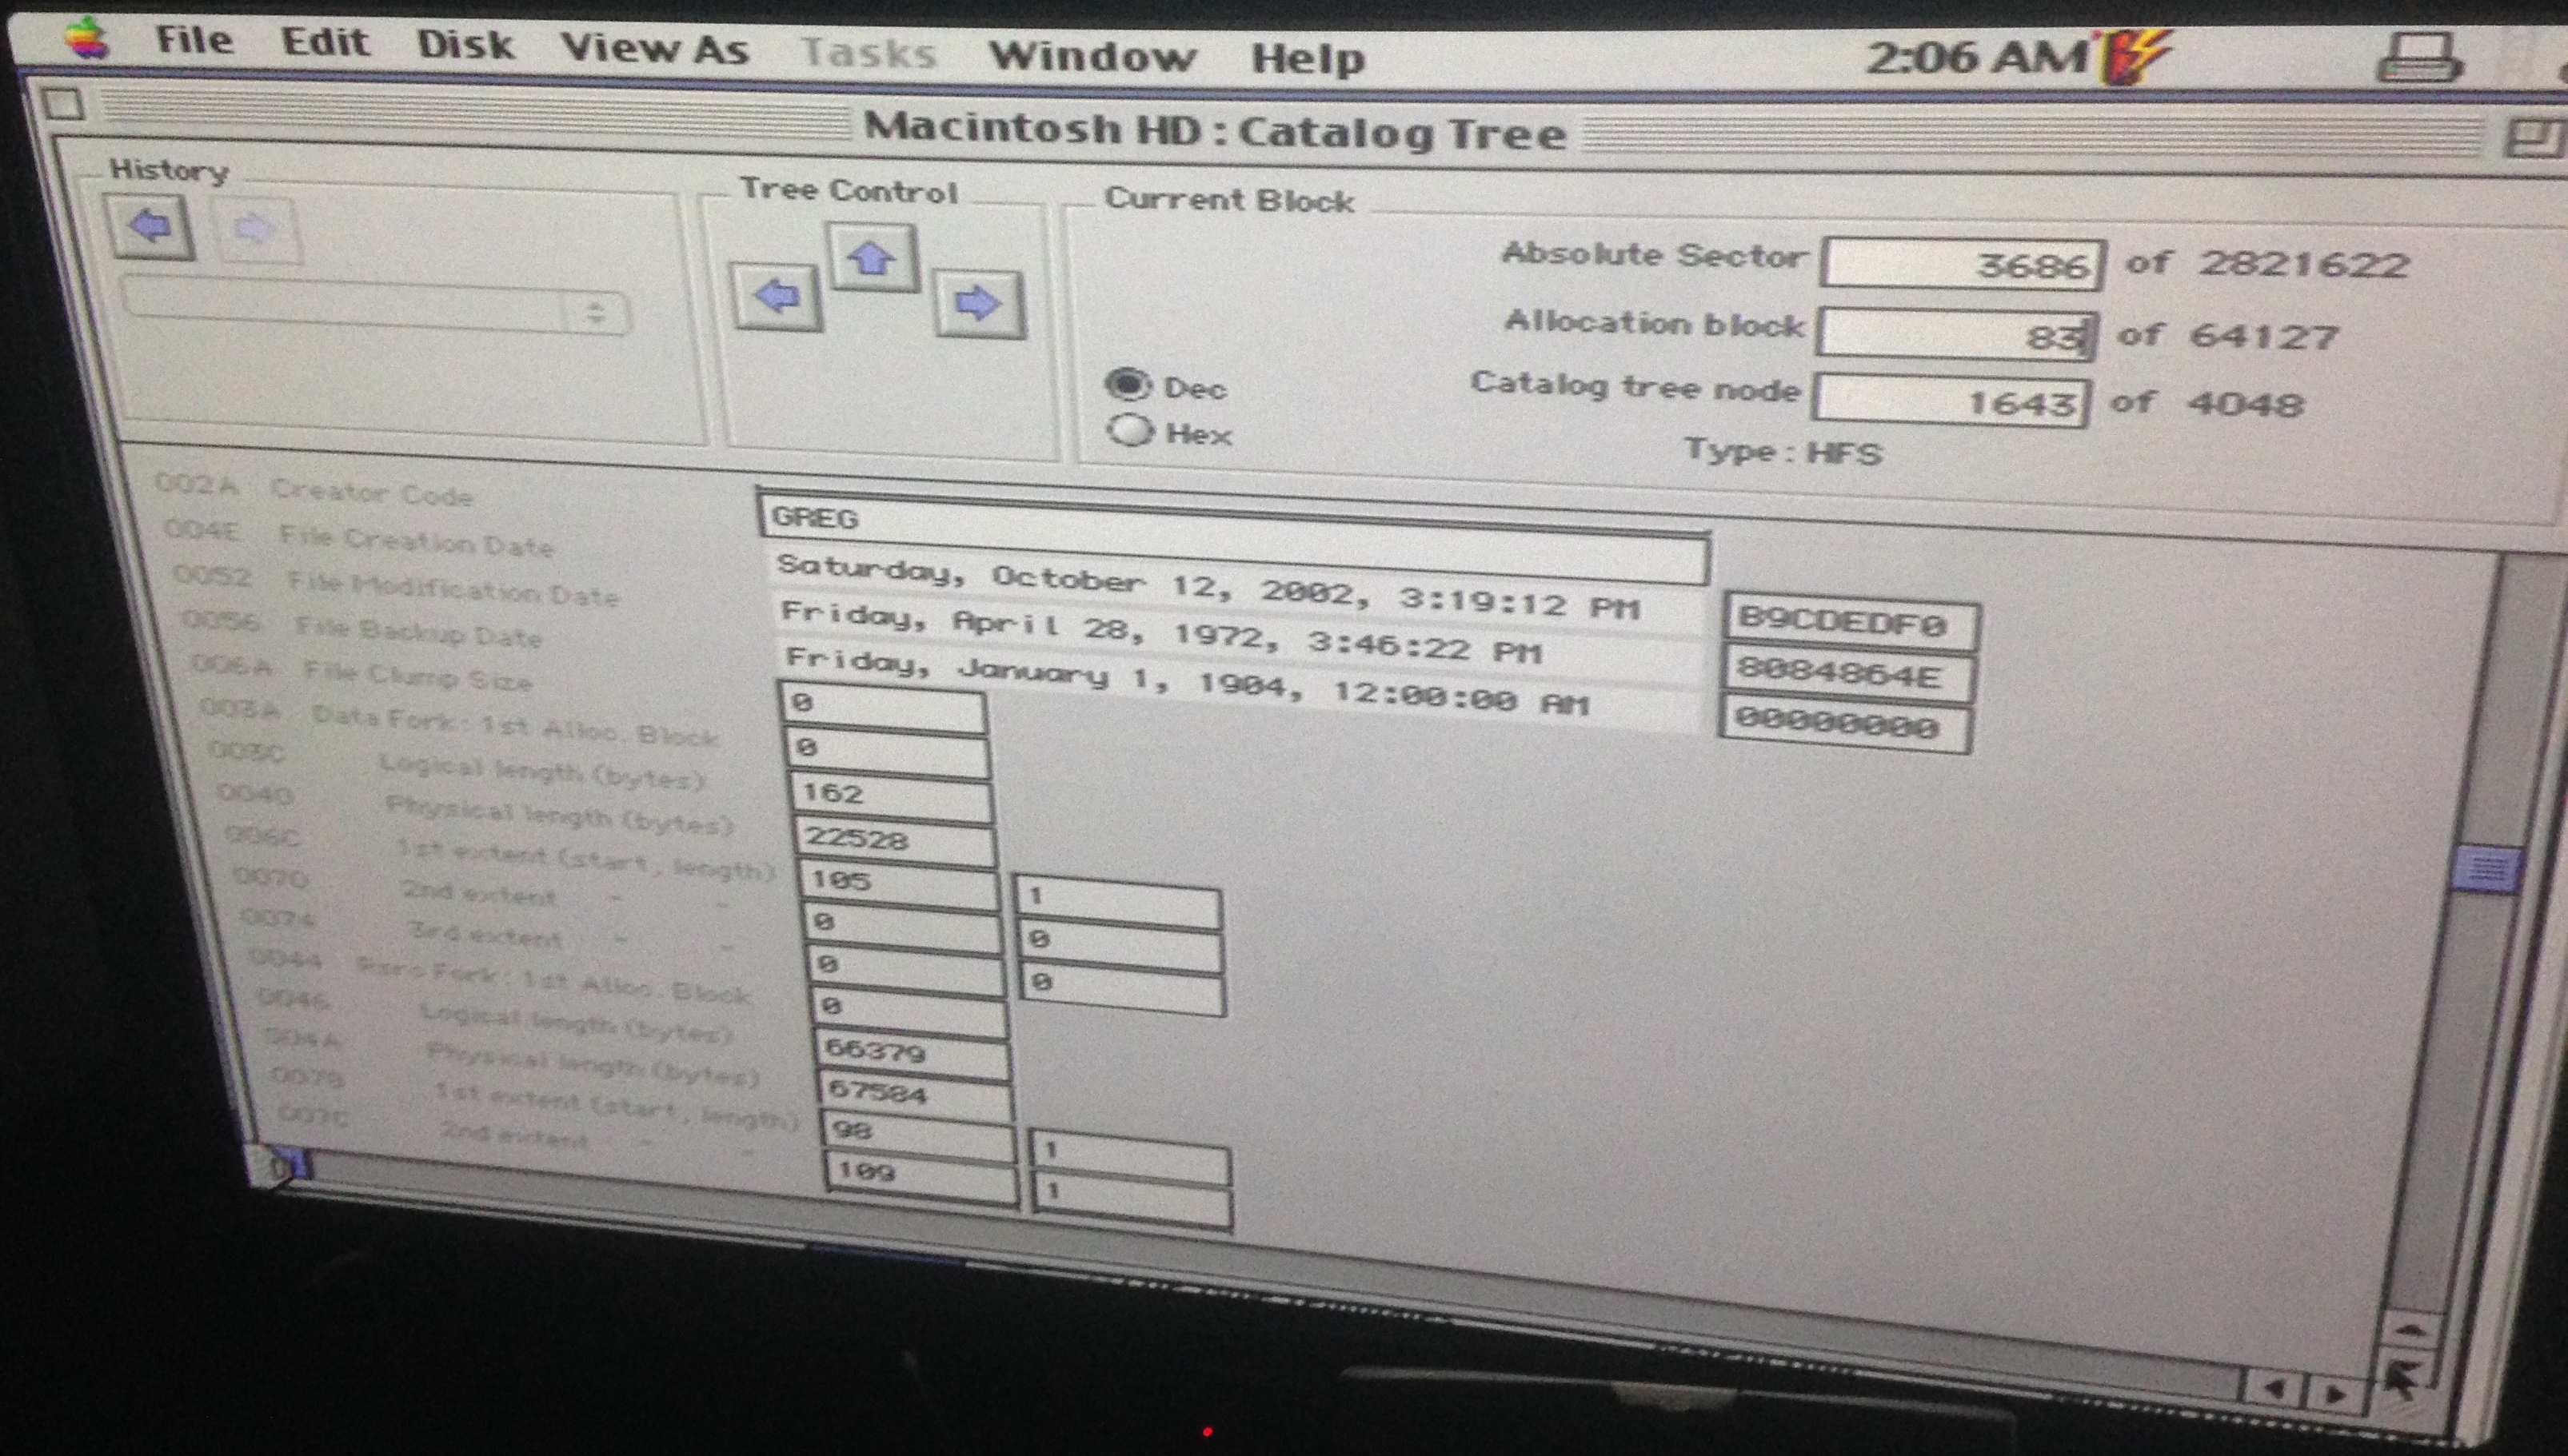 File Edit Disk View As Tasks Window Help 2:06 AM
Macintosh HD : Catalog Tree
History
Tree Control
Current Block
Absolute Sector 3686 of 2821622
Allocation block 83 of 64127
Dec
Catalog tree node 1643 of 4048
Hex
Type : HFS
002A Creator Code GREG
004E File Creation Date Saturday, October 12, 2002, 3:19:12 PM B9CDEDF0
0052 File Modification Date Friday, April 28, 1972, 3:46:22 PM 8084864E
0056 File Backup Date Friday, January 1, 1904, 12:00:00 AM 00000000
006A File Clump Size 0
003A Data Fork: 1st Alloc. Block 0
003C Logical length (bytes) 162
0040 Physical length (bytes) 22528
006C 1st extent (start, length) 105 1
0070 2nd extent - - 0 0
0074 3rd extent - - 0 0
0044 Rsrc Fork: 1st Alloc. Block 0
0046 Logical length (bytes) 66379
004A Physical length (bytes) 67584
0078 1st extent (start, length) 98 1
007C 2nd extent - - 109 1